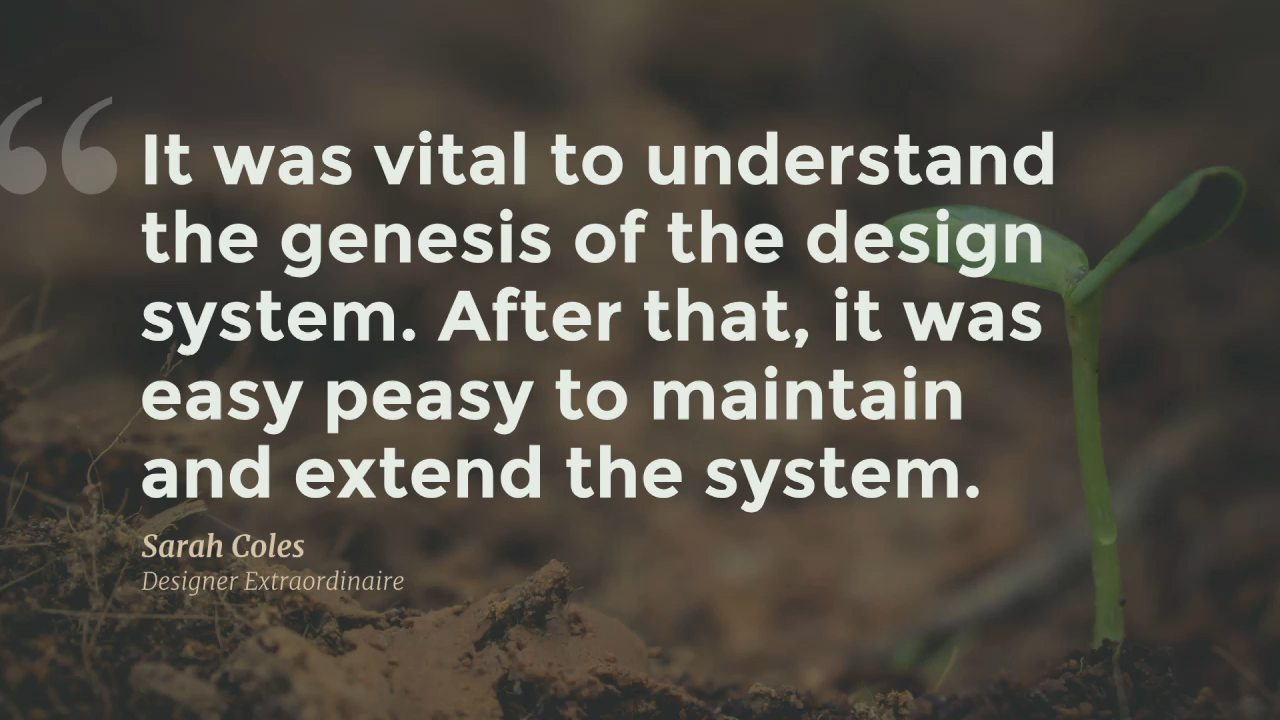 “
It was vital to understand
the genesis of the design
system. After that, it was
easy peasy to maintain
and extend the system.
Sarah Coles
Designer Extraordinaire